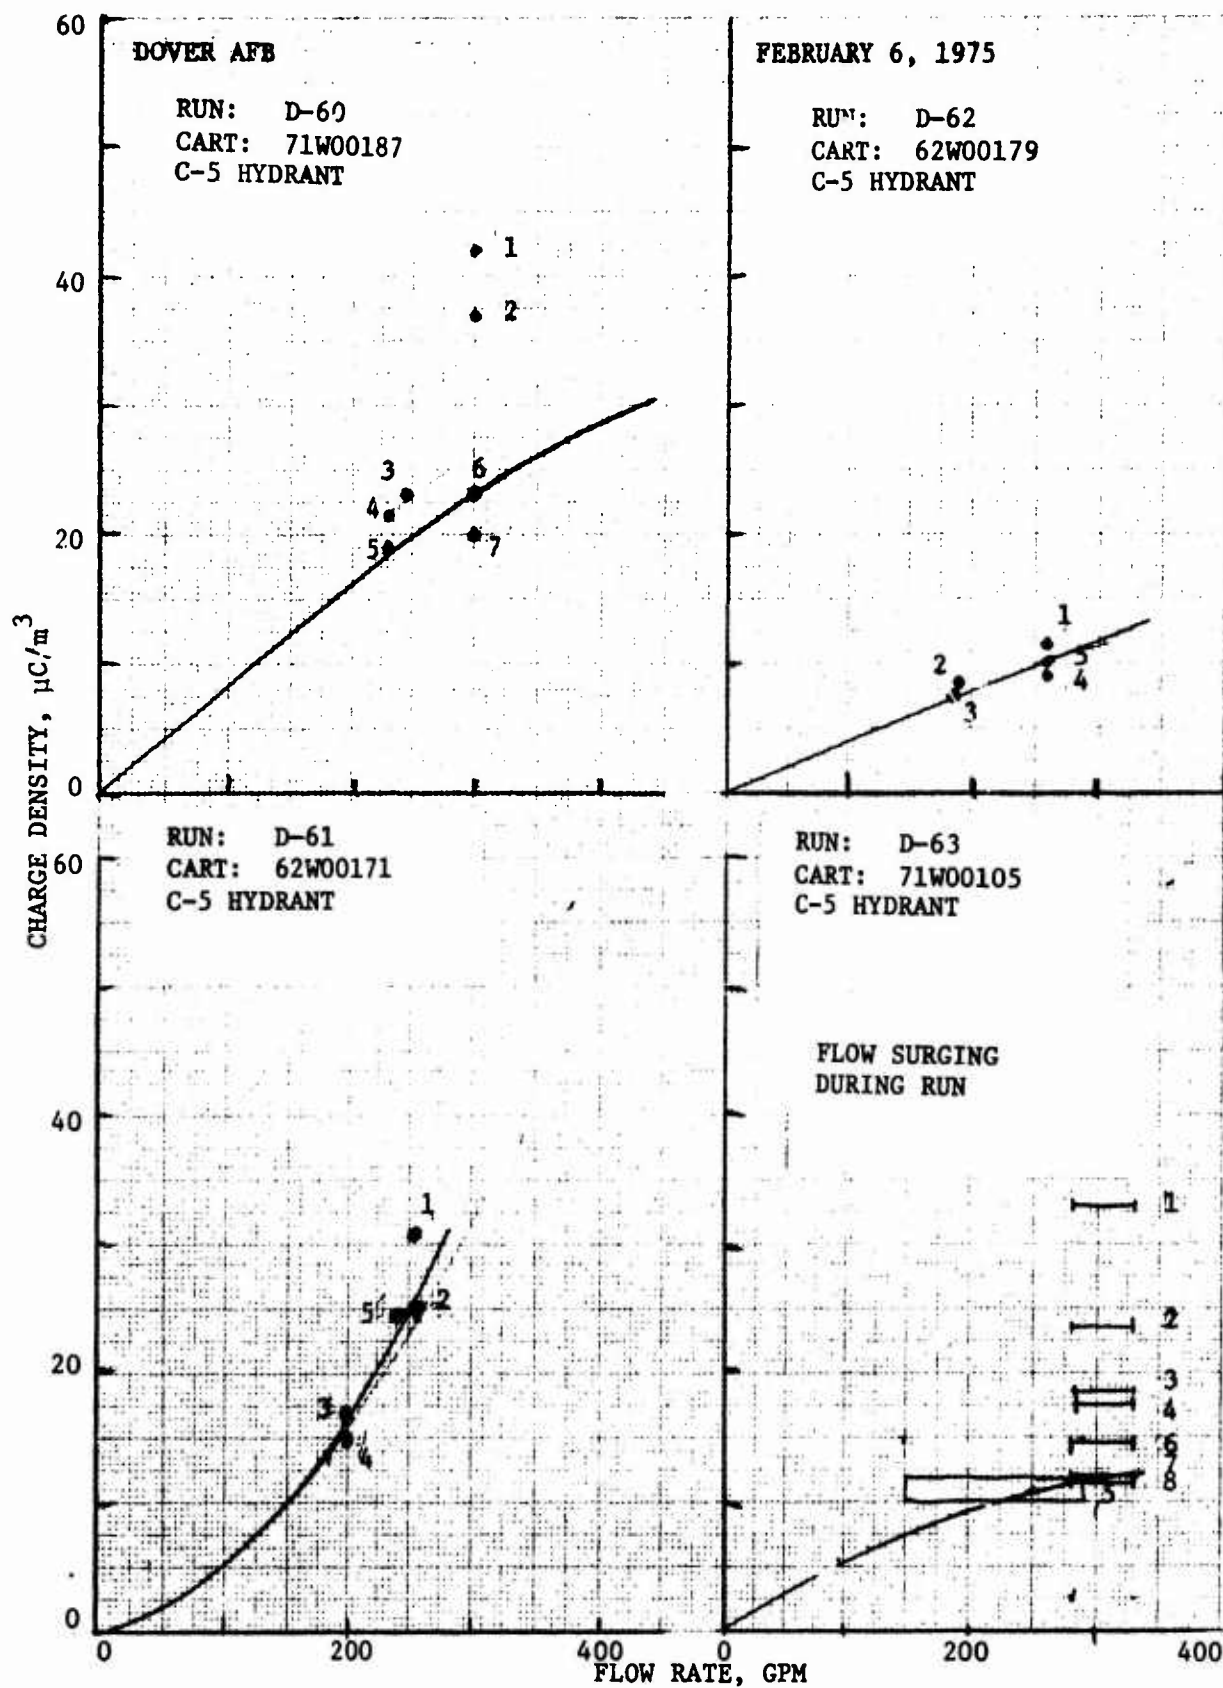 DOVER AFB
FEBRUARY 6, 1975
RUN: D-60
CART: 71W00187
C-5 HYDRANT
RUN: D-62
CART: 62W00179
C-5 HYDRANT
60
40
20
0
1
2
3
4
5
6
7
1
2
3
4
5
CHARGE DENSITY, μC/m³
RUN: D-61
CART: 62W00171
C-5 HYDRANT
RUN: D-63
CART: 71W00105
C-5 HYDRANT
FLOW SURGING
DURING RUN
60
40
20
0
1
2
3
4
5
1
2
3
4
6
7
8
5
0 200 400
0 200 400
FLOW RATE, GPM